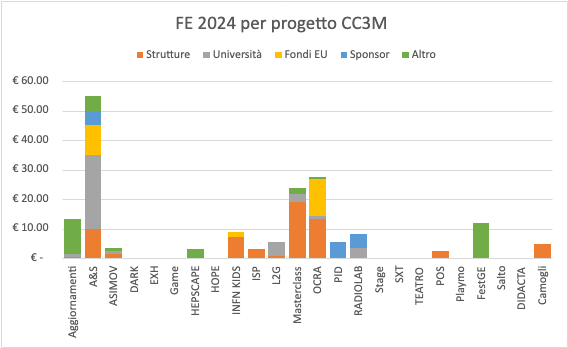 FE 2024 per progetto CC3M
Strutture Università Fondi EU Sponsor Altro
€ 60.00
€ 50.00
€ 40.00
€ 30.00
€ 20.00
€ 10.00
€ -
Aggiornamenti
A&S
ASIMOV
DARK
EXH
Game
HEPSCAPE
HOPE
INFN KIDS
ISP
L2G
Masterclass
OCRA
PID
RADIOLAB
Stage
SXT
TEATRO
POS
Playmo
FestGE
Salto
DIDACTA
Camogli